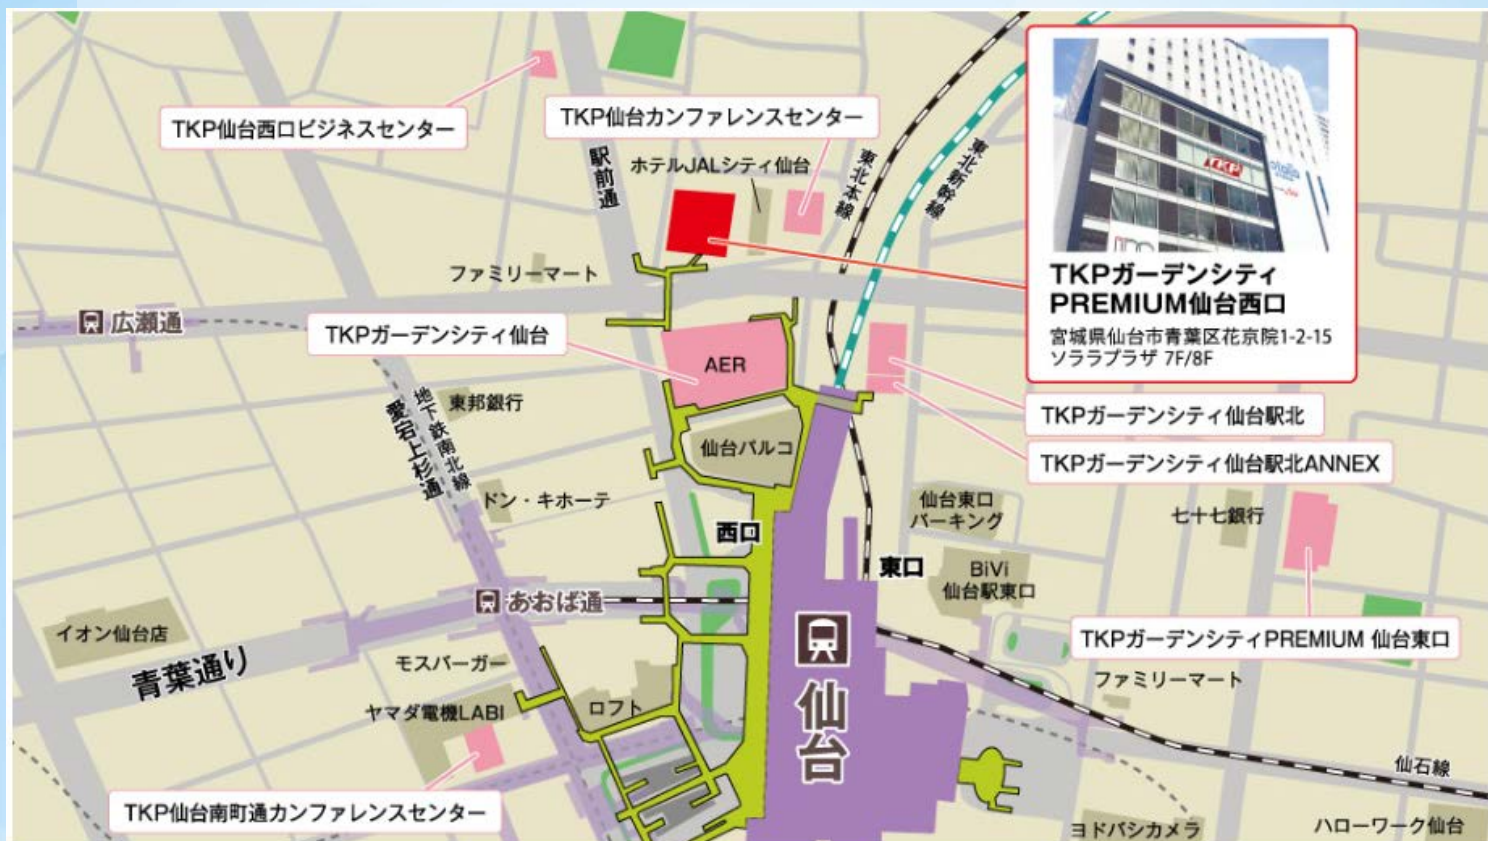 TKP仙台西口ビジネスセンター
TKP仙台カンファレンスセンター
駅前通
ホテルJALシティ仙台
東北本線
東北新幹線
TKP
TKPガーデンシティ
PREMIUM仙台西口
宮城県仙台市青葉区花京院1-2-15
ソララプラザ 7F/8F
ファミリーマート
広瀬通
TKPガーデンシティ仙台
AER
東邦銀行
地下鉄南北線
愛宕上杉通
仙台パルコ
TKPガーデンシティ仙台駅北
TKPガーデンシティ仙台駅北ANNEX
ドン・キホーテ
西口
仙台東口
パーキング
七十七銀行
東口
BiVi
仙台駅東口
あおば通
イオン仙台店
青葉通り
モスバーガー
ヤマダ電機LABI
ロフト
仙台
TKPガーデンシティPREMIUM 仙台東口
ファミリーマート
仙石線
TKP仙台南町通カンファレンスセンター
ヨドバシカメラ
ハローワーク仙台